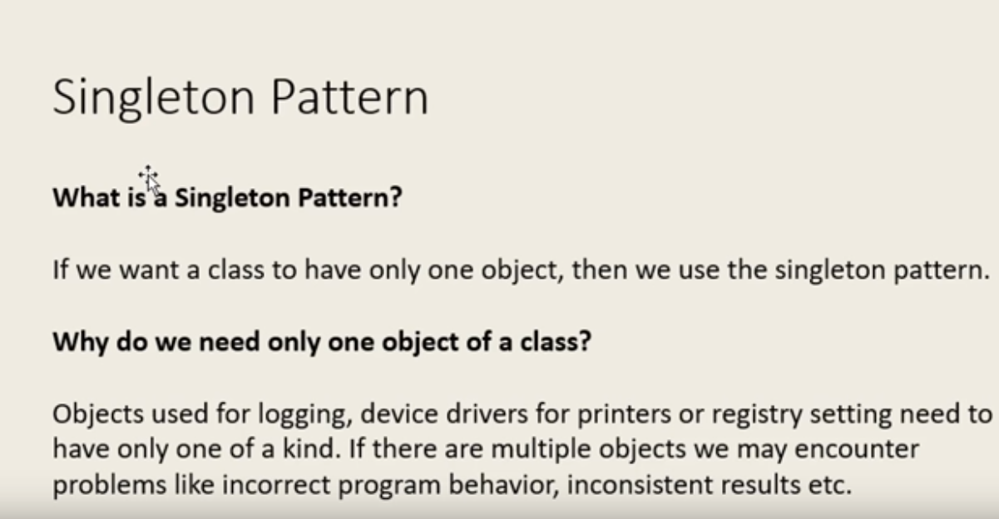 Singleton Pattern
What is a Singleton Pattern?
If we want a class to have only one object, then we use the singleton pattern.
Why do we need only one object of a class?
Objects used for logging, device drivers for printers or registry setting need to
have only one of a kind. If there are multiple objects we may encounter
problems like incorrect program behavior, inconsistent results etc.